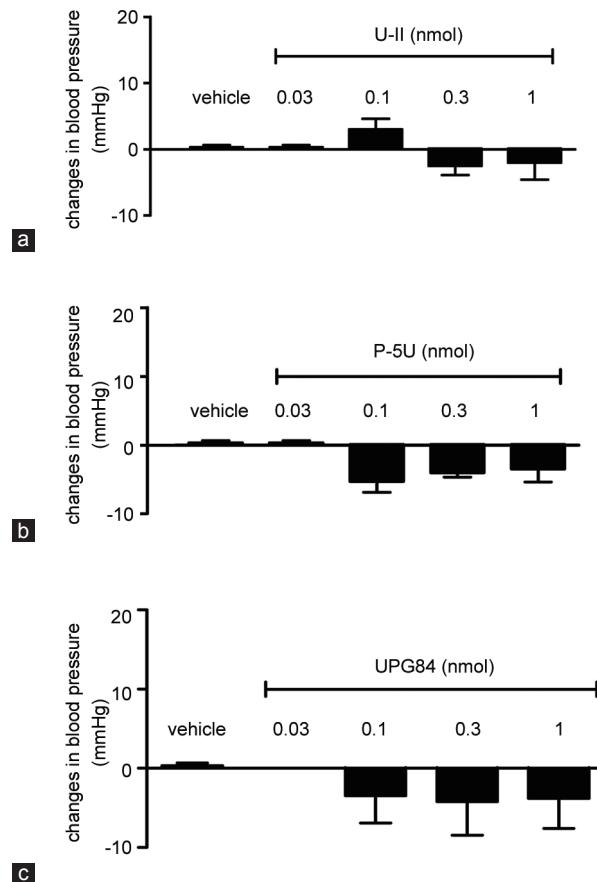 20
10
0
-10
changes in blood pressure
(mmHg)
U-II (nmol)
vehicle 0.03 0.1 0.3 1
a
20
10
0
-10
changes in blood pressure
(mmHg)
P-5U (nmol)
vehicle 0.03 0.1 0.3 1
b
20
10
0
-10
changes in blood pressure
(mmHg)
UPG84 (nmol)
vehicle 0.03 0.1 0.3 1
c